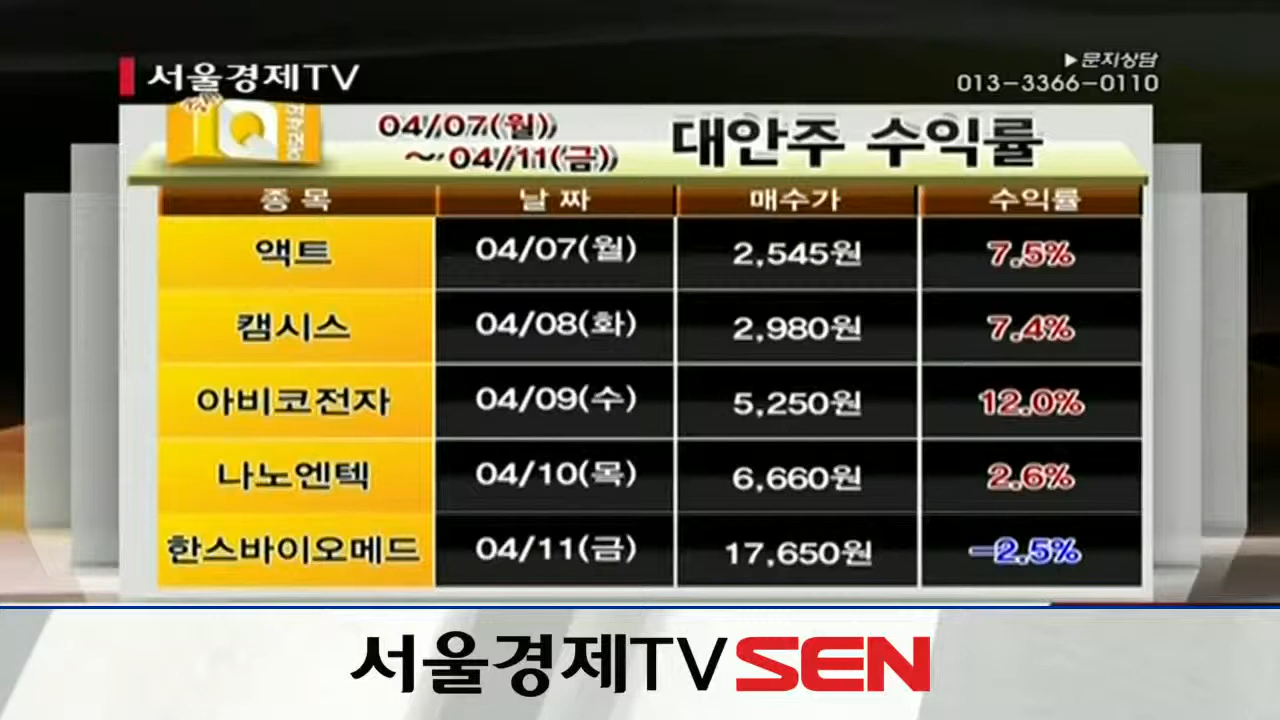 서울경제TV
▶문자상담
013-3366-0110
04/07(월)
~04/11(금)
대안주 수익률
종목 날짜 매수가 수익률
액트 04/07(월) 2,545원 7.5%
캠시스 04/08(화) 2,980원 7.4%
아비코전자 04/09(수) 5,250원 12.0%
나노엔텍 04/10(목) 6,660원 2.6%
한스바이오메드 04/11(금) 17,650원 -2.5%
서울경제TV SEN